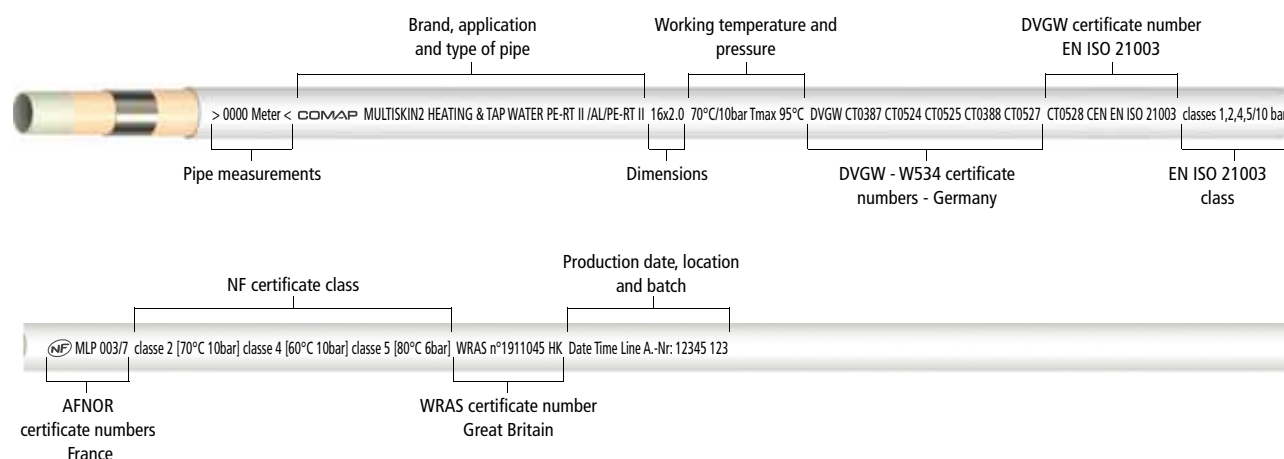 Brand, application
and type of pipe
Working temperature and
pressure
DVGW certificate number
EN ISO 21003
> 0000 Meter < COMAP MULTISKIN2 HEATING & TAP WATER PE-RT II /AL/PE-RT II 16x2.0 70°C/10bar Tmax 95°C DVGW CT0387 CT0524 CT0525 CT0388 CT0527 CT0528 CEN EN ISO 21003 classes 1,2,4,5/10 bar
Pipe measurements
Dimensions
DVGW - W534 certificate
numbers - Germany
EN ISO 21003
class
NF certificate class
Production date, location
and batch
NF MLP 003/7 classe 2 [70°C 10bar] classe 4 [60°C 10bar] classe 5 [80°C 6bar] WRAS n°1911045 HK Date Time Line A.-Nr: 12345 123
AFNOR
certificate numbers
France
WRAS certificate number
Great Britain